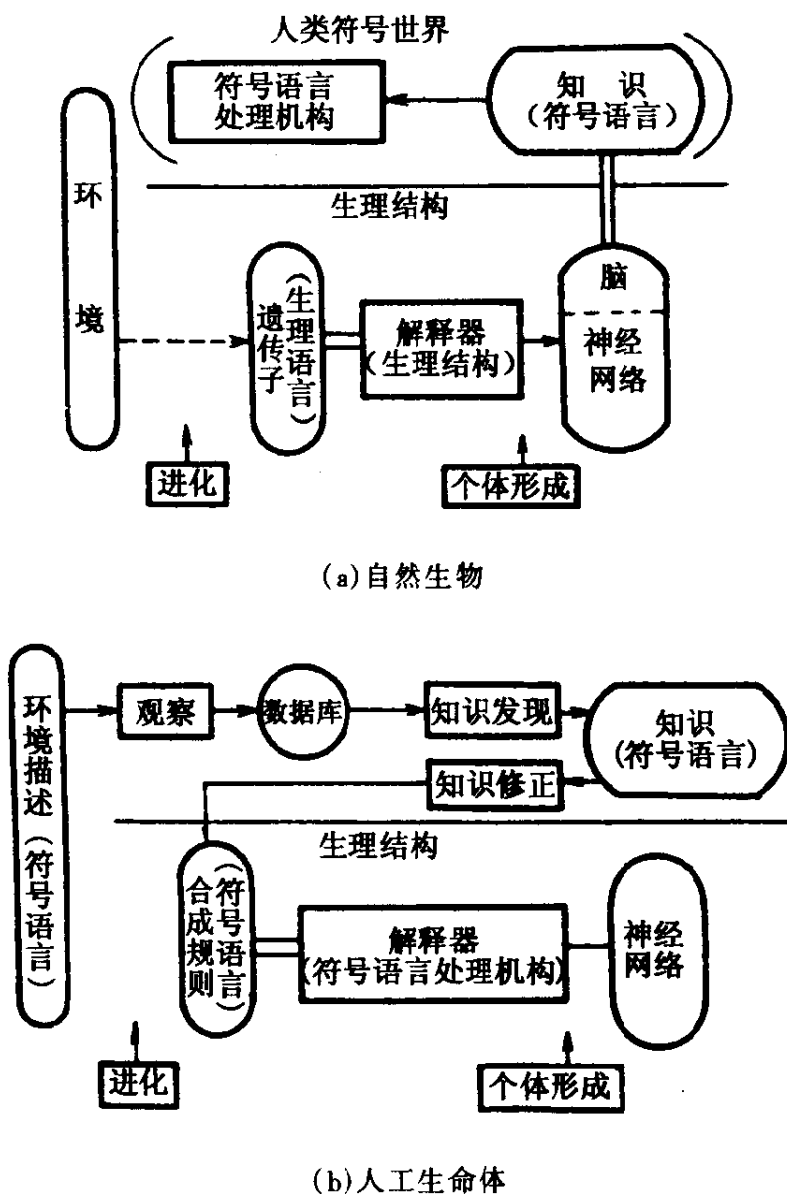 人类符号世界
符号语言
处理机构
知 识
(符号语言)
环
境
生理结构
遗传子
(生理语言)
解释器
(生理结构)
脑
神经
网络
进化
个体形成
(a)自然生物
环境描述(符号语言)
观察
数据库
知识发现
知识
(符号语言)
知识修正
生理结构
合成规则
(符号语言)
解释器
(符号语言处理机构)
神经
网络
进化
个体形成
(b)人工生命体